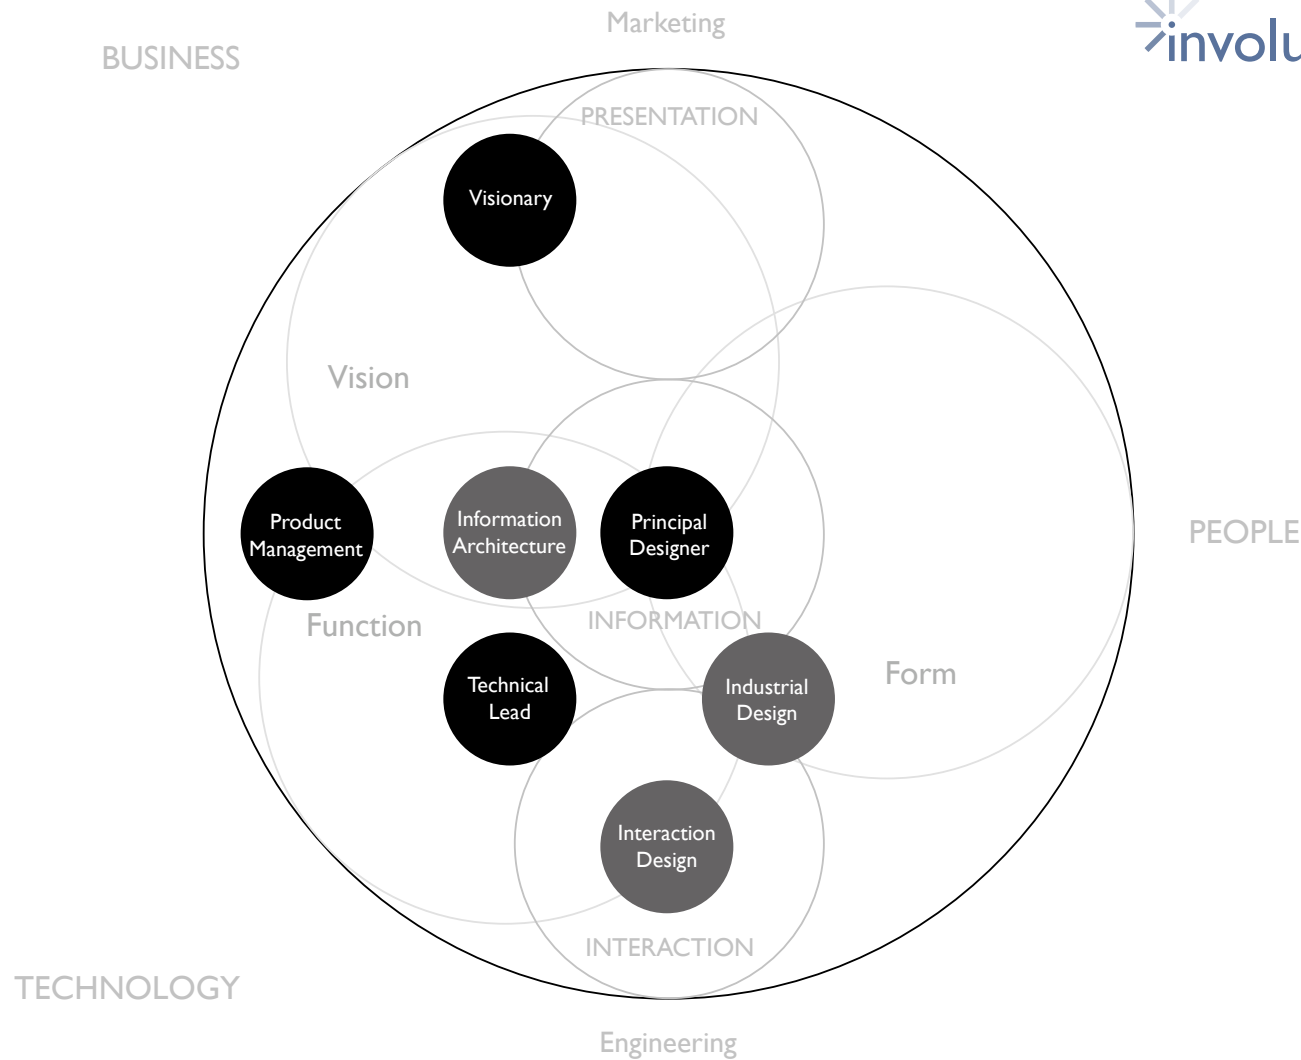 Marketing
BUSINESS
involu
PRESENTATION
Visionary
Vision
Product
Management
Information
Architecture
Principal
Designer
PEOPLE
Function
INFORMATION
Technical
Lead
Industrial
Design
Form
Interaction
Design
INTERACTION
TECHNOLOGY
Engineering